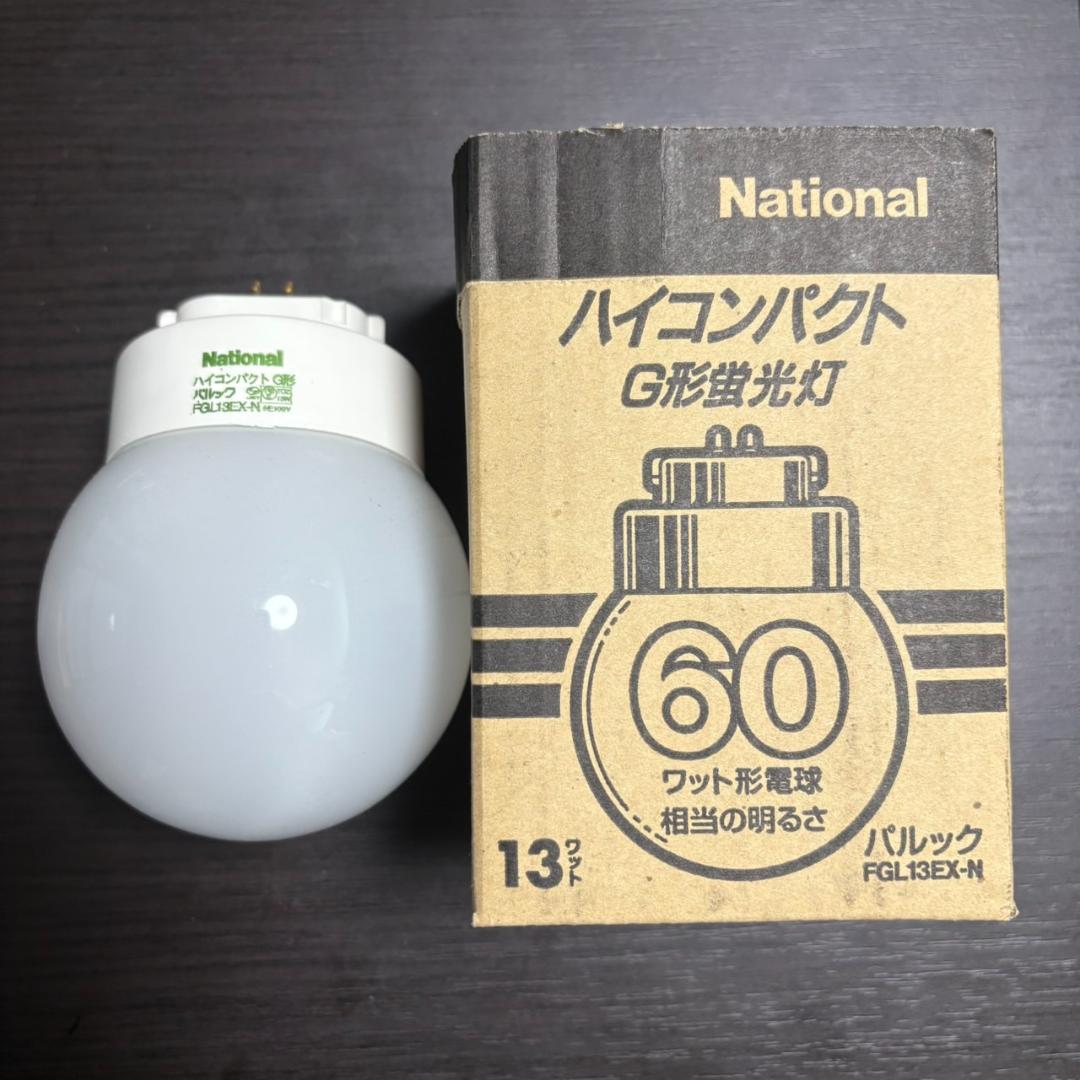 National
ハイコンパクト G形
パルック
FGL13EX-N
National
ハイコンパクト
G形蛍光灯
60
ワット形電球
相当の明るさ
13ワット
パルック
FGL13EX-N